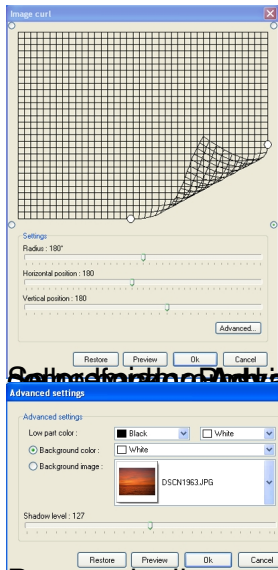 Image curl
Settings
Radius : 180°
Horizontal position : 180
Vertical position : 180
Advanced...
Restore Preview Ok Cancel
Advanced settings
Advanced settings
Low part color : Black White
Background color : White
Background image : DSCN1963.JPG
Shadow level : 127
Restore Preview Ok Cancel